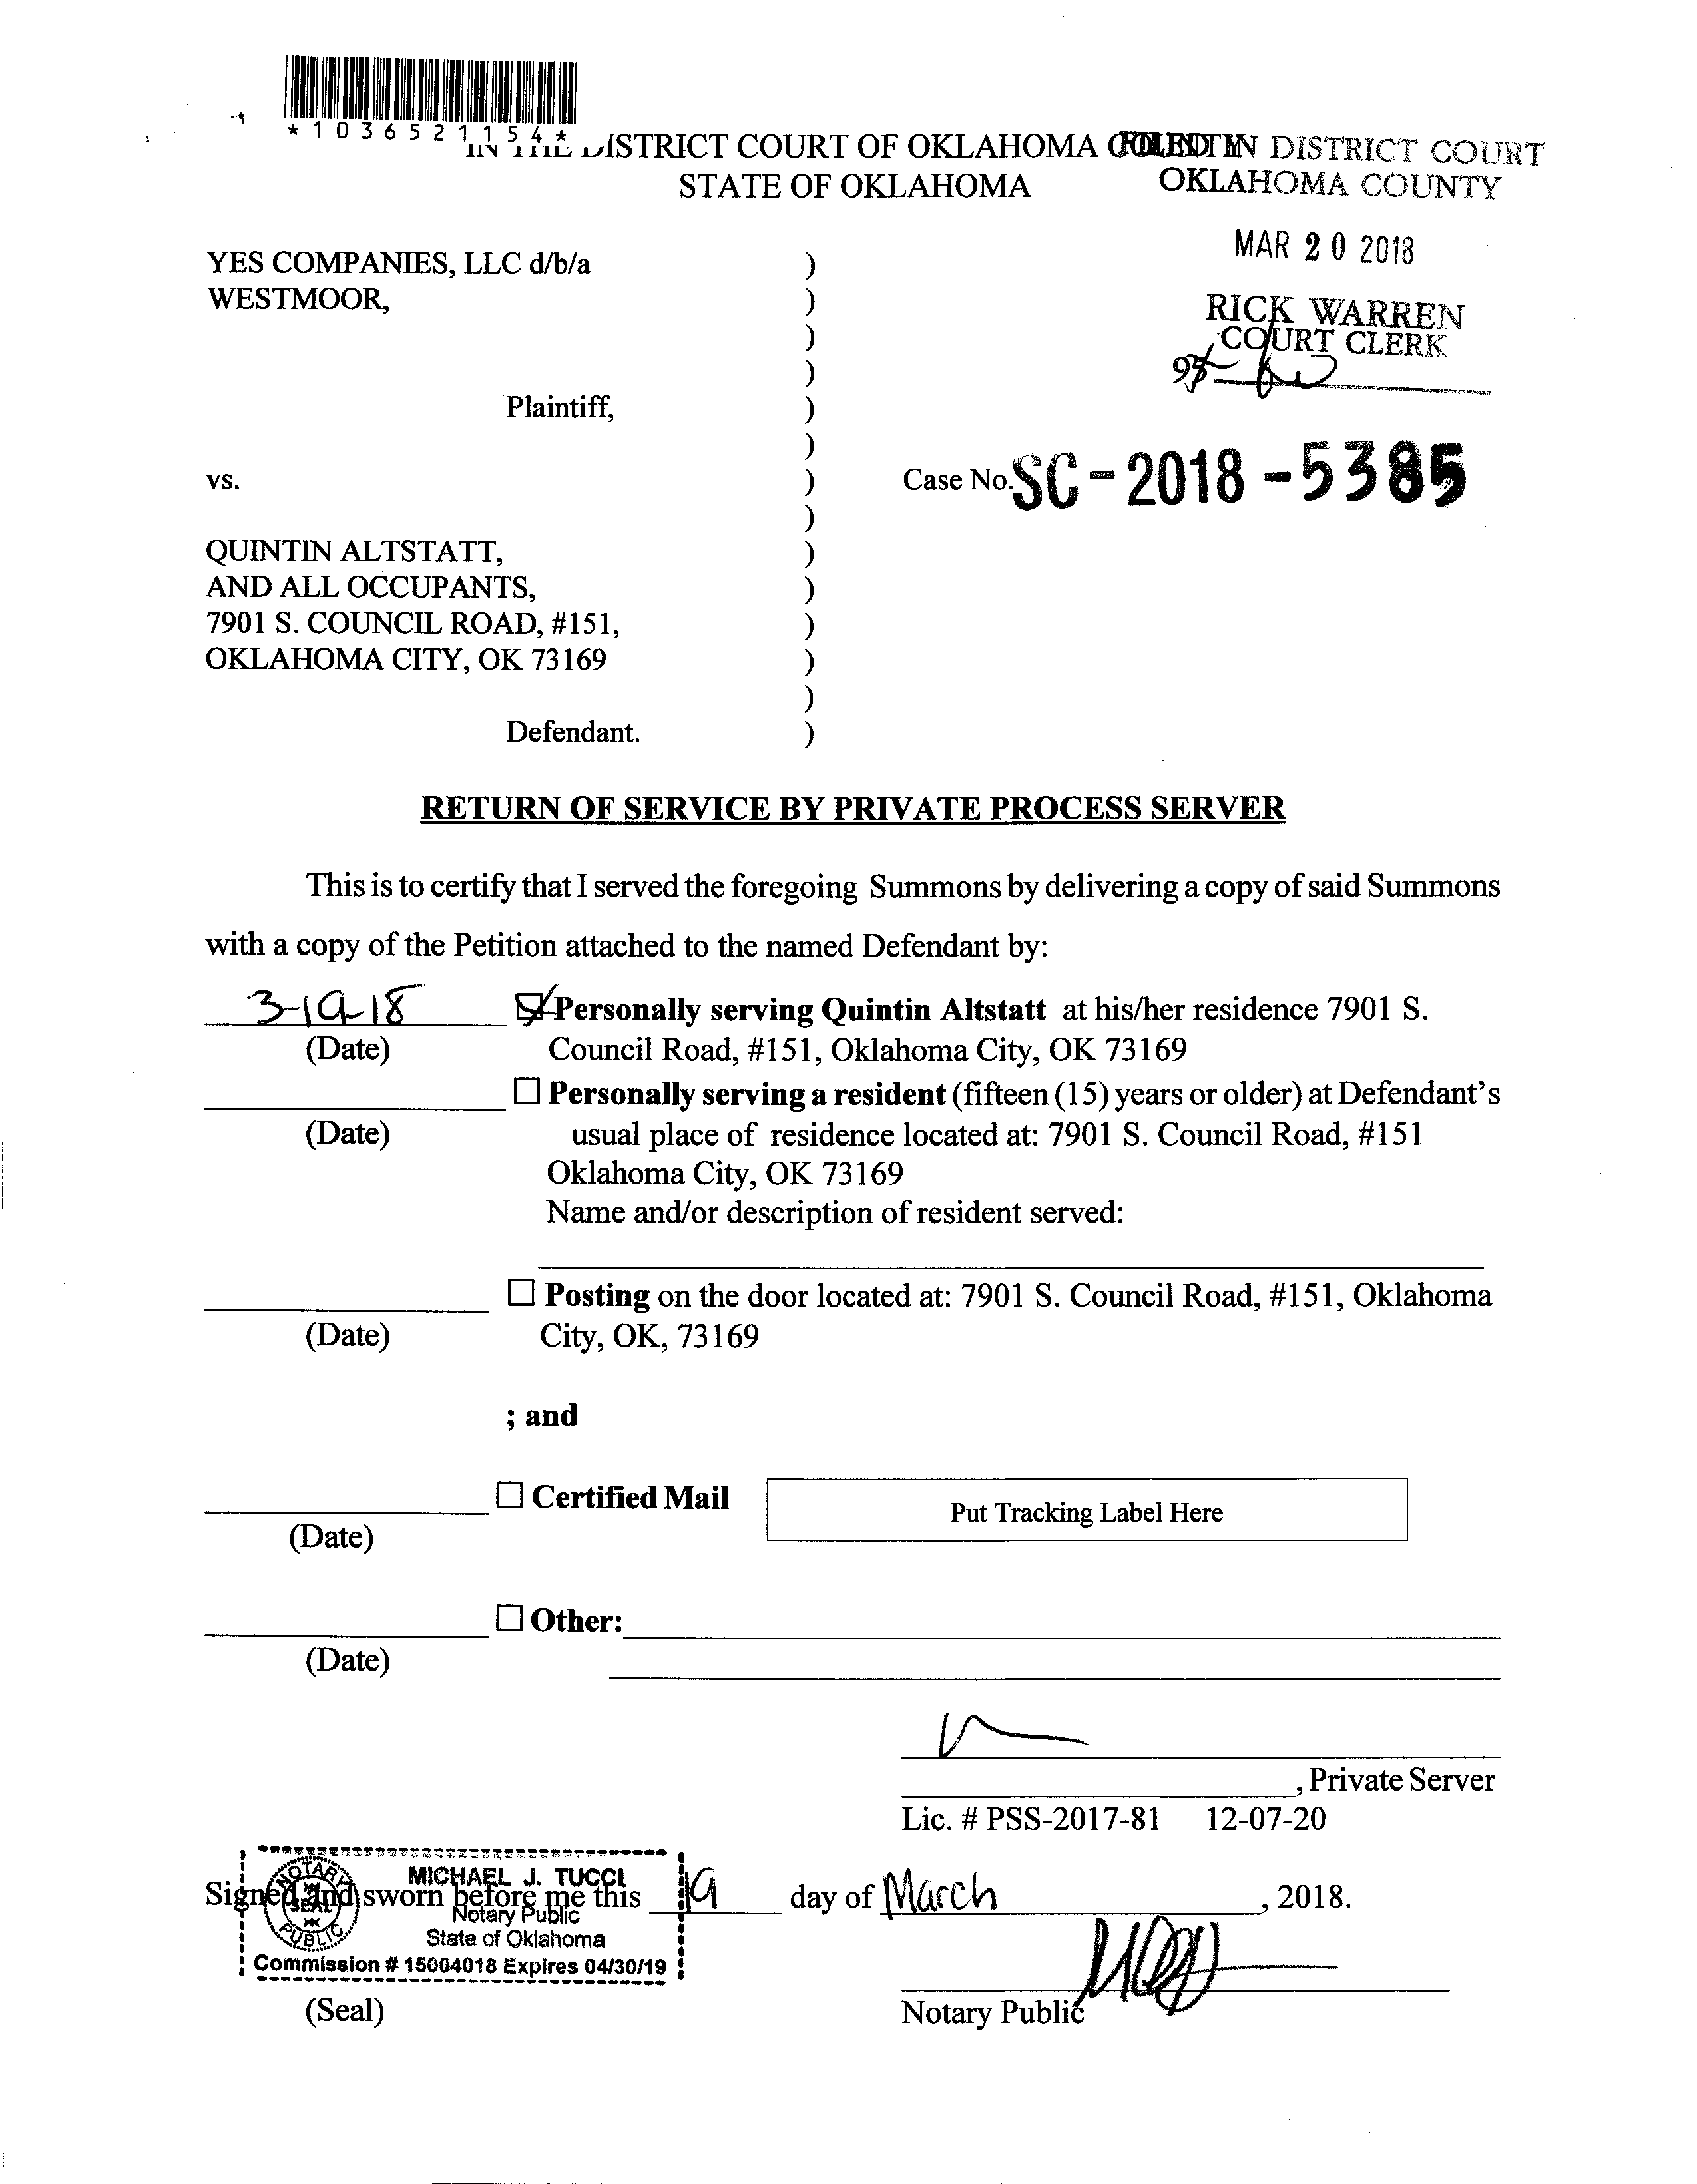 *1036521154*
IN THE DISTRICT COURT OF OKLAHOMA COUNTY
STATE OF OKLAHOMA
FILED IN DISTRICT COURT
OKLAHOMA COUNTY
MAR 20 2018
RICK WARREN
COURT CLERK
YES COMPANIES, LLC d/b/a )
WESTMOOR, )
)
)
Plaintiff, )
)
vs. )
Case No. SC-2018-5385
)
QUINTIN ALTSTATT, )
AND ALL OCCUPANTS, )
7901 S. COUNCIL ROAD, #151, )
OKLAHOMA CITY, OK 73169 )
)
Defendant. )
RETURN OF SERVICE BY PRIVATE PROCESS SERVER
This is to certify that I served the foregoing Summons by delivering a copy of said Summons
with a copy of the Petition attached to the named Defendant by:
3-19-18 ☑ Personally serving Quintin Altstatt at his/her residence 7901 S.
(Date) Council Road, #151, Oklahoma City, OK 73169
☐ Personally serving a resident (fifteen (15) years or older) at Defendant's
(Date) usual place of residence located at: 7901 S. Council Road, #151
Oklahoma City, OK 73169
Name and/or description of resident served:
☐ Posting on the door located at: 7901 S. Council Road, #151, Oklahoma
(Date) City, OK, 73169
; and
☐ Certified Mail Put Tracking Label Here
(Date)
☐ Other:
(Date)
, Private Server
Lic. # PSS-2017-81 12-07-20
Signed and sworn before me this 19 day of March, 2018.
NOTARY PUBLIC SEAL
MICHAEL J. TUCCI
Notary Public
State of Oklahoma
Commission # 15004018 Expires 04/30/19
(Seal)
Notary Public